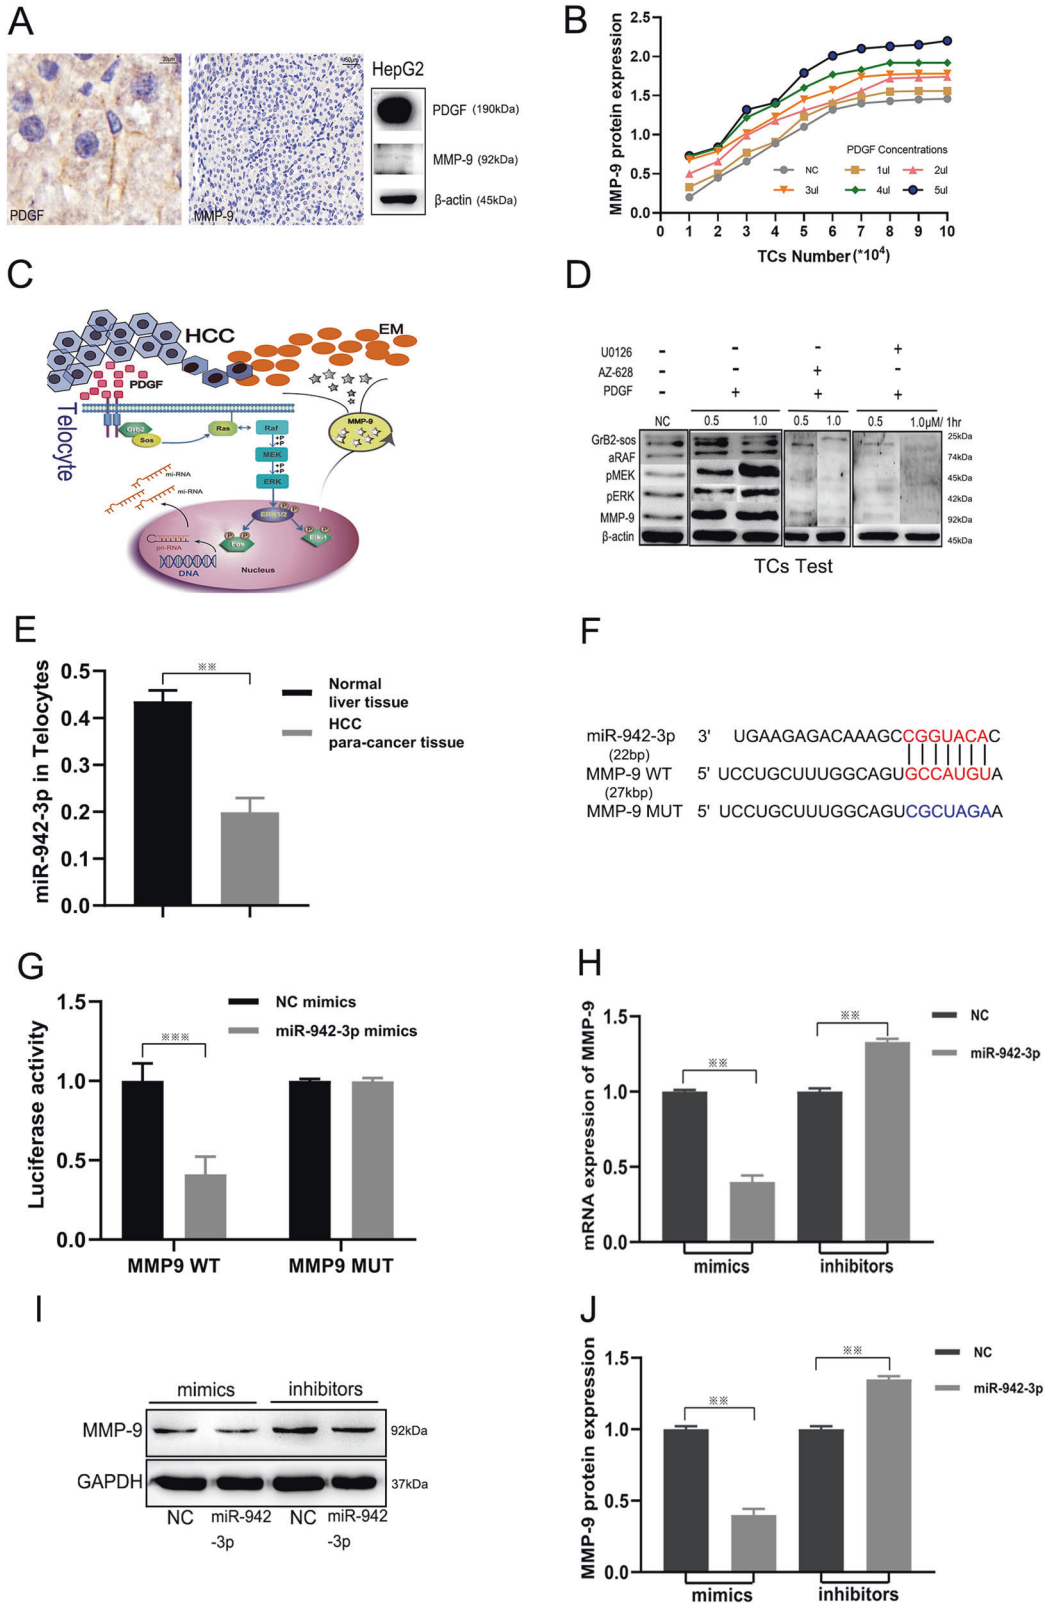 A
20μm
PDGF
50μm
MMP-9
HepG2
PDGF (190kDa)
MMP-9 (92kDa)
β-actin (45kDa)
B
MMP-9 protein expression
2.5
2.0
1.5
1.0
0.5
0.0
PDGF Concentrations
NC 1ul 2ul
3ul 4ul 5ul
0 1 2 3 4 5 6 7 8 9 10
TCs Number(*10⁴)
C
HCC
EM
PDGF
Telocyte
Grb2
Sos
Ras
Raf
MMP-9
+P
MEK
+P
ERK
mi-RNA
mi-RNA
P P
ERK1/2
P P
Fos
P P
Elk-1
pri-RNA
DNA
Nucleus
D
U0126 - - - +
AZ-628 - - + -
PDGF - + + +
NC 0.5 1.0 0.5 1.0 0.5 1.0μM/ 1hr
GrB2-sos 25kDa
aRAF 74kDa
pMEK 45kDa
pERK 42kDa
MMP-9 92kDa
β-actin 45kDa
TCs Test
E
miR-942-3p in Telocytes
0.5
0.4
0.3
0.2
0.1
0.0
※※
Normal
liver tissue
HCC
para-cancer tissue
F
miR-942-3p 3' UGAAGAGACAAAGCCGGUACAC
(22bp)
MMP-9 WT 5' UCCUGCUUUGGCAGUGCCAUGUA
(27kbp)
MMP-9 MUT 5' UCCUGCUUUGGCAGUCGCUAGAA
G
Luciferase activity
1.5
1.0
0.5
0.0
※※※
NC mimics
miR-942-3p mimics
MMP9 WT MMP9 MUT
H
mRNA expression of MMP-9
1.5
1.0
0.5
0.0
※※
※※
NC
miR-942-3p
mimics inhibitors
I
mimics inhibitors
MMP-9 92kDa
GAPDH 37kDa
NC miR-942 NC miR-942
-3p -3p
J
MMP-9 protein expression
1.5
1.0
0.5
0.0
※※
※※
NC
miR-942-3p
mimics inhibitors